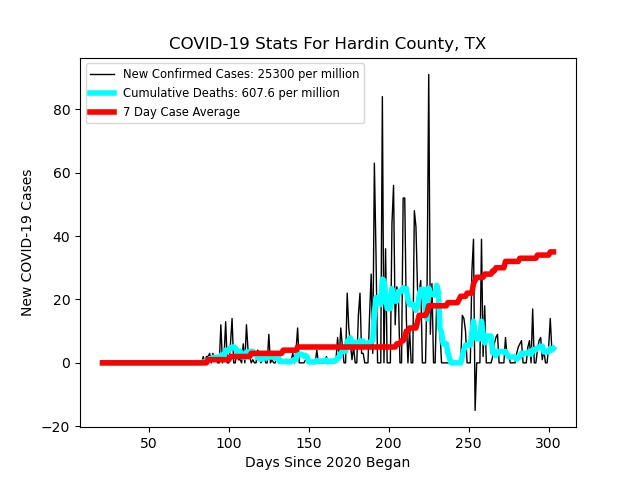 COVID-19 Stats For Hardin County, TX
New Confirmed Cases: 25300 per million
Cumulative Deaths: 607.6 per million
7 Day Case Average
New COVID-19 Cases
80
60
40
20
0
−20
50 100 150 200 250 300
Days Since 2020 Began